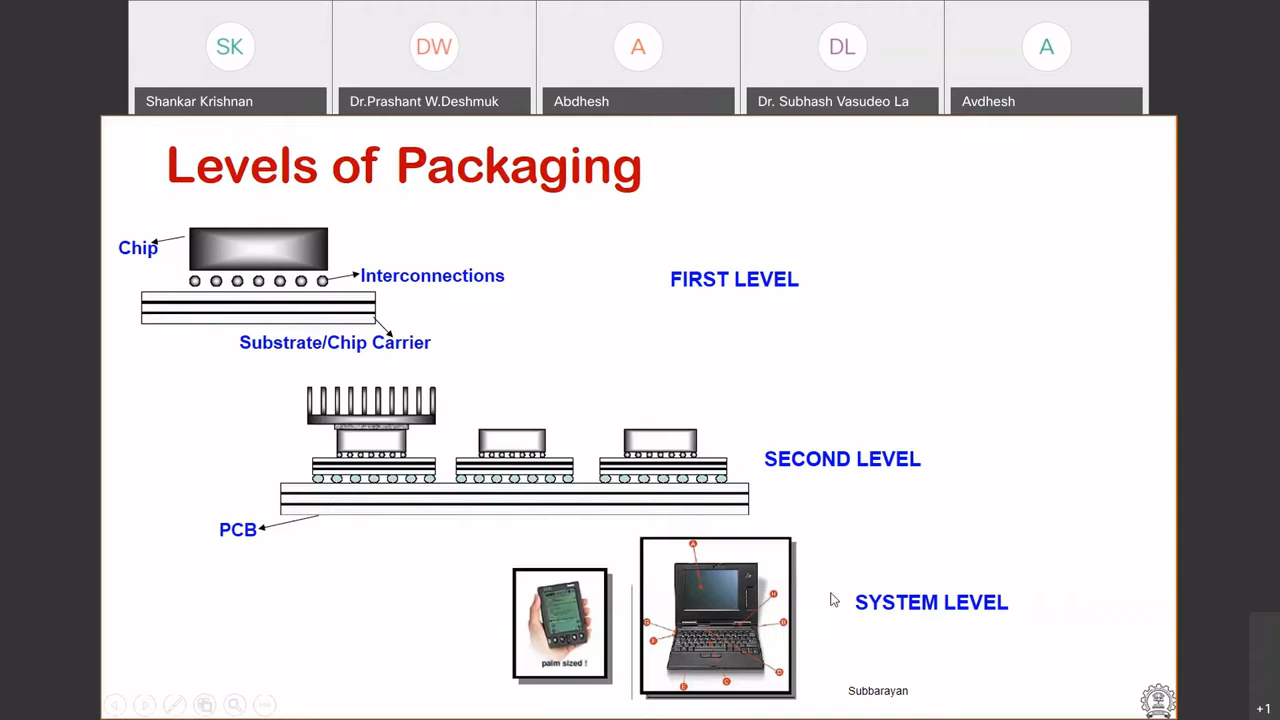 SK
DW
A
DL
A
Shankar Krishnan
Dr.Prashant W.Deshmuk
Abdhesh
Dr. Subhash Vasudeo La
Avdhesh
Levels of Packaging
Chip
Interconnections
FIRST LEVEL
Substrate/Chip Carrier
SECOND LEVEL
PCB
A
H
G
B
F
D
E
C
palm sized !
SYSTEM LEVEL
Subbarayan
+1